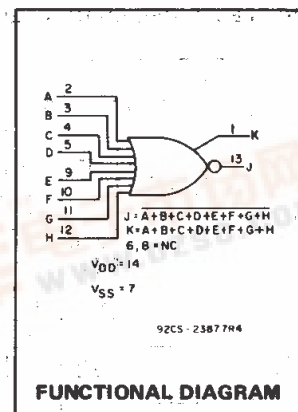 A 2
B 3
C 4
D 5
E 9
F 10
G 11
H 12
1 K
13 J
J = A+B+C+D+E+F+G+H
K = A+B+C+D+E+F+G+H
6, 8 = NC
VDD = 14
VSS = 7
92CS-23877R4
FUNCTIONAL DIAGRAM